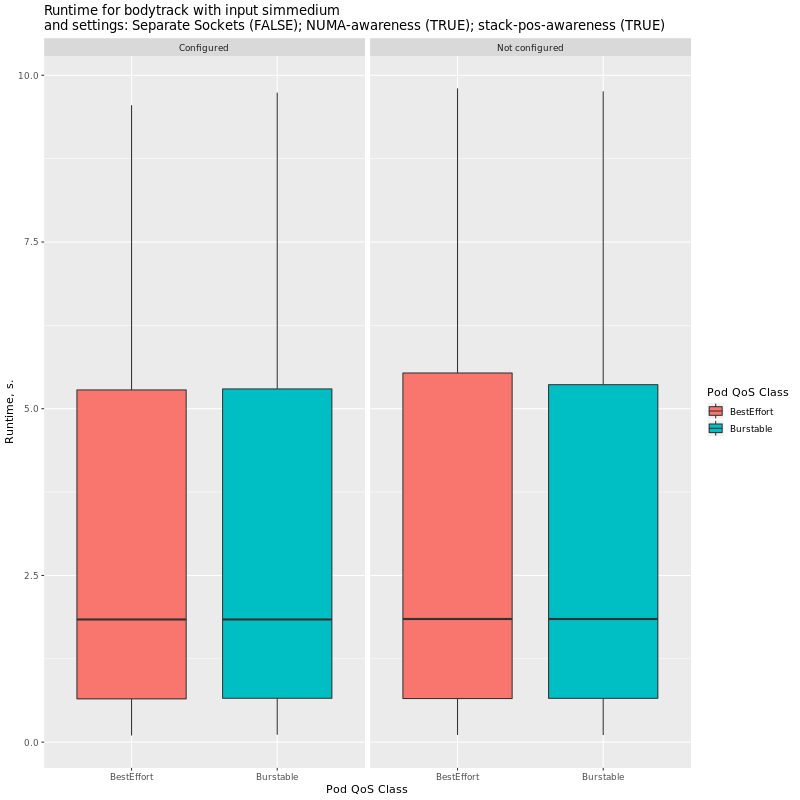 Runtime for bodytrack with input simmedium
and settings: Separate Sockets (FALSE); NUMA-awareness (TRUE); stack-pos-awareness (TRUE)
Configured
Not configured
10.0
7.5
5.0
2.5
0.0
Runtime, s.
BestEffort
Burstable
BestEffort
Burstable
Pod QoS Class
Pod QoS Class
BestEffort
Burstable